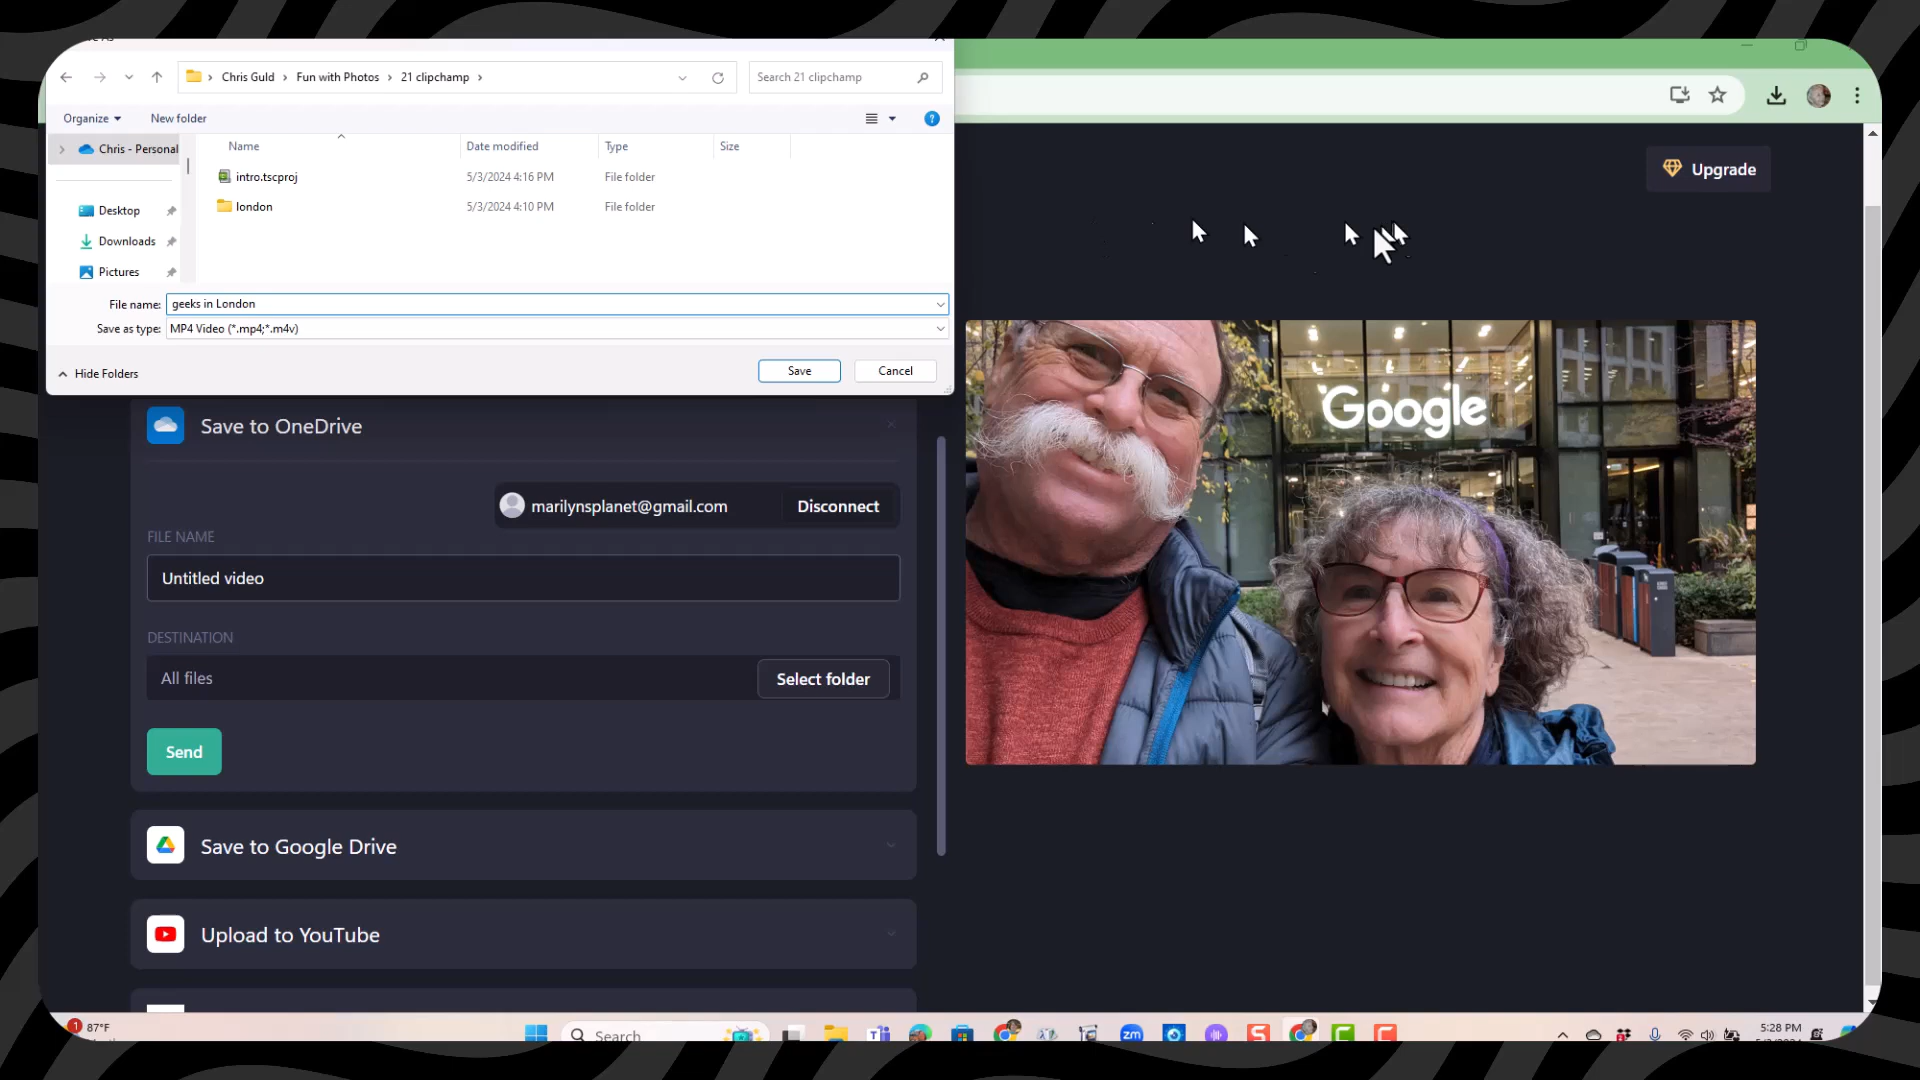 Chris Guld > Fun with Photos > 21 clipchamp >
Search 21 clipchamp
Organize
New folder
Chris - Personal
Desktop
Downloads
Pictures
Name
Date modified
Type
Size
intro.tscproj
5/3/2024 4:16 PM
File folder
london
5/3/2024 4:10 PM
File folder
File name:
geeks in London
Save as type:
MP4 Video (*.mp4;*.m4v)
Hide Folders
Save
Cancel
Upgrade
Google
Save to OneDrive
marilynsplanet@gmail.com
Disconnect
FILE NAME
Untitled video
DESTINATION
All files
Select folder
Send
Save to Google Drive
Upload to YouTube
1
87°F
Search
zm
5:28 PM